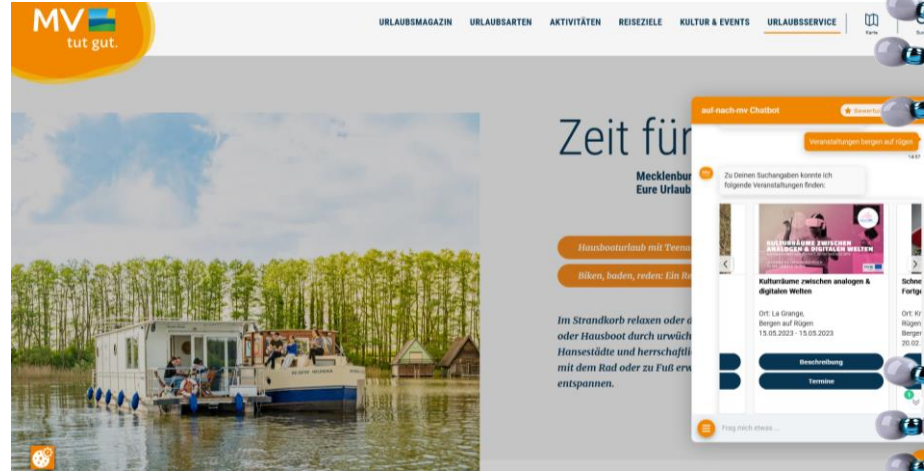 MV
tut gut.
URLAUBSMAGAZIN URLAUBSARTEN AKTIVITÄTEN REISEZIELE KULTUR & EVENTS URLAUBSSERVICE
Karte
auf-nach-mv Chatbot
Veranstaltungen bergen auf rügen
14:07
Zeit für
Mecklenbur
Eure Urlaub
Zu Deinen Suchangaben konnte ich
folgende Veranstaltungen finden:
Hausbooturlaub mit Teena
Biken, baden, reden: Ein Re
KULTURRÄUME ZWISCHEN
ANALOGEN & DIGITALEN WELTEN
Kulturräume zwischen analogen &
digitalen Welten
Ort: La Grange,
Bergen auf Rügen
15.05.2023 - 15.05.2023
Schne
Fortge
Ort: Kr
Rügen
Bergen
20.02.
Im Strandkorb relaxen oder d
oder Hausboot durch urwüch
Hansestädte und herrschaftli
mit dem Rad oder zu Fuß erw
entspannen.
Beschreibung
Termine
Frag mich etwas ...